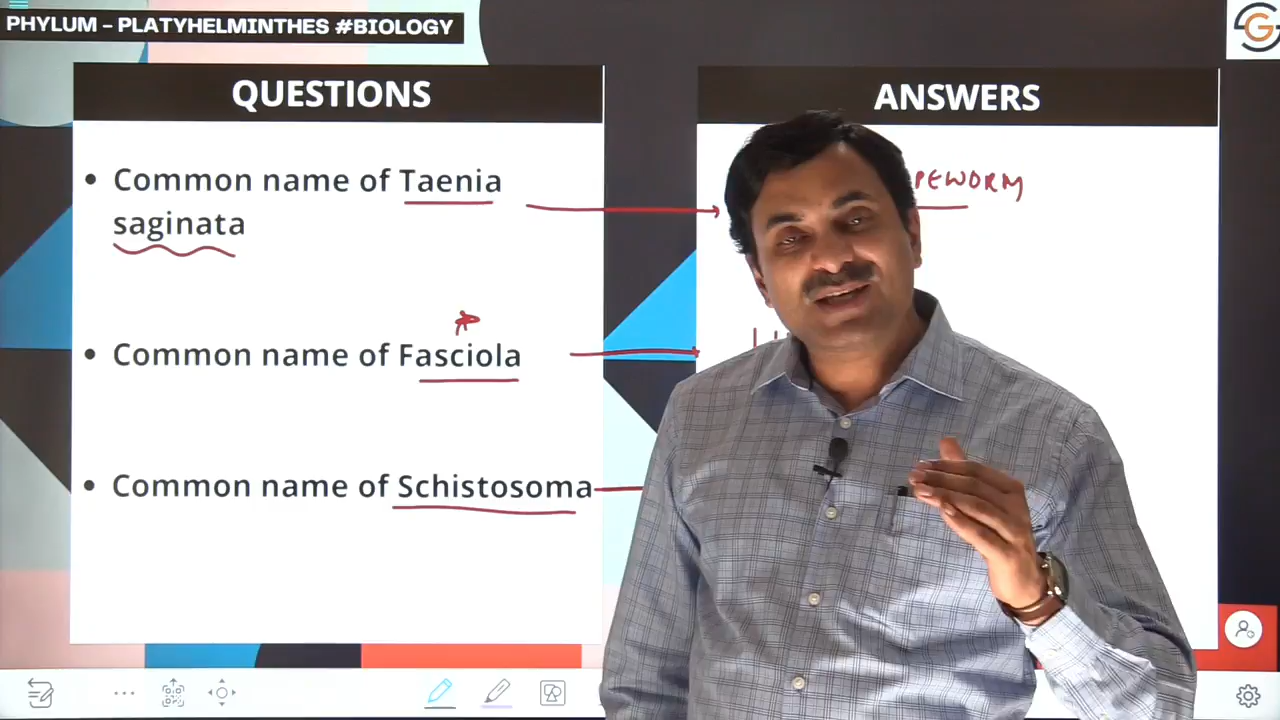 PHYLUM – PLATYHELMINTHES #BIOLOGY
QUESTIONS
ANSWERS
• Common name of Taenia
saginata
PEWORM
• Common name of Fasciola
• Common name of Schistosoma